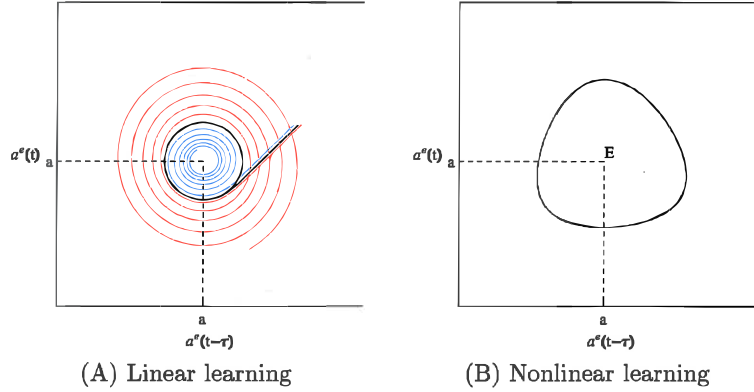 aᵉ(t) a
a
aᵉ(t−τ)
(A) Linear learning
E
aᵉ(t) a
a
aᵉ(t−τ)
(B) Nonlinear learning